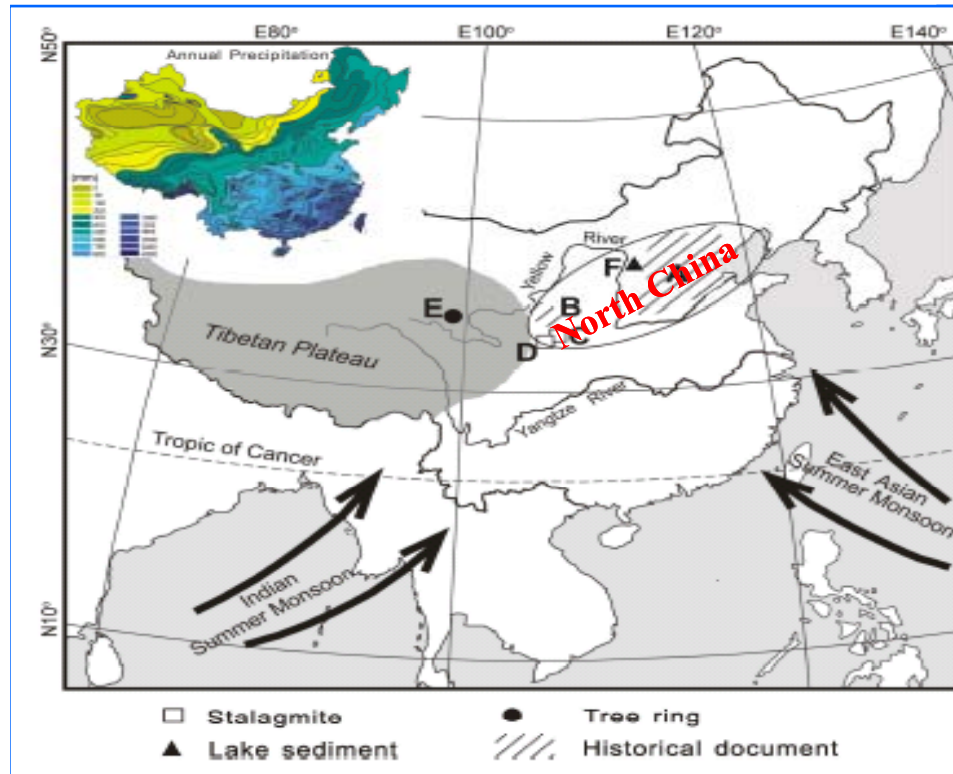 E80° E100° E120° E140°
N50°
Annual Precipitation
[mm]
River
Yellow
F
A
North China
B
E
C
D
N30°
Tibetan Plateau
Yangtze River
Tropic of Cancer
East Asian
Summer Monsoon
Indian
Summer Monsoon
N10°
Stalagmite
Tree ring
Lake sediment
Historical document